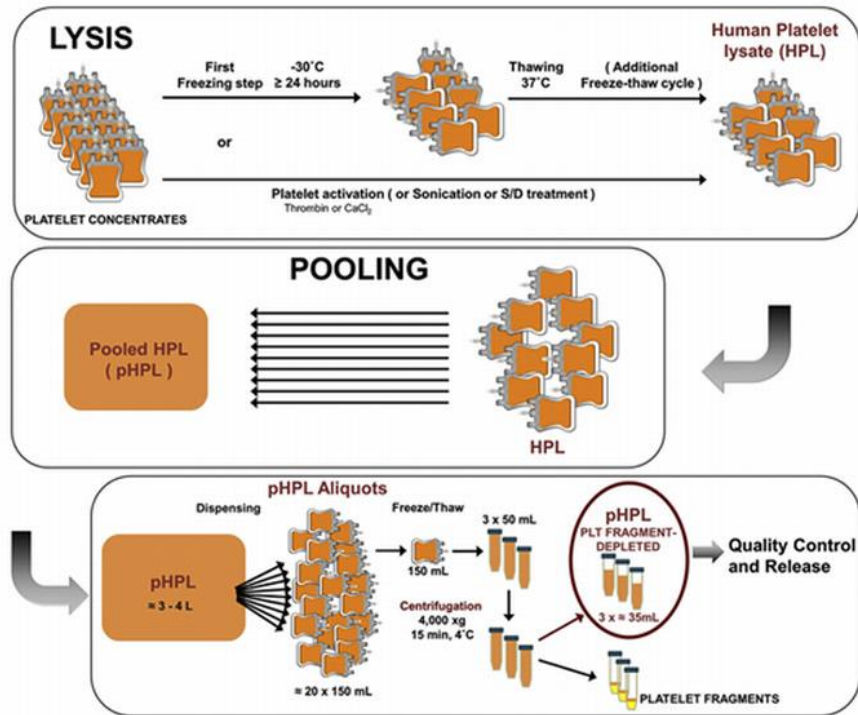 LYSIS
First
Freezing step
-30°C
≥ 24 hours
Thawing
37°C
( Additional
Freeze-thaw cycle )
Human Platelet
lysate (HPL)
or
Platelet activation ( or Sonication or S/D treatment )
Thrombin or CaCl₂
PLATELET CONCENTRATES
POOLING
Pooled HPL
( pHPL )
HPL
pHPL Aliquots
Dispensing
Freeze/Thaw
3 x 50 mL
pHPL
PLT FRAGMENT-
DEPLETED
3 x ≈ 35mL
Quality Control
and Release
pHPL
≈ 3 - 4 L
150 mL
Centrifugation
4,000 xg
15 min, 4°C
≈ 20 x 150 mL
PLATELET FRAGMENTS